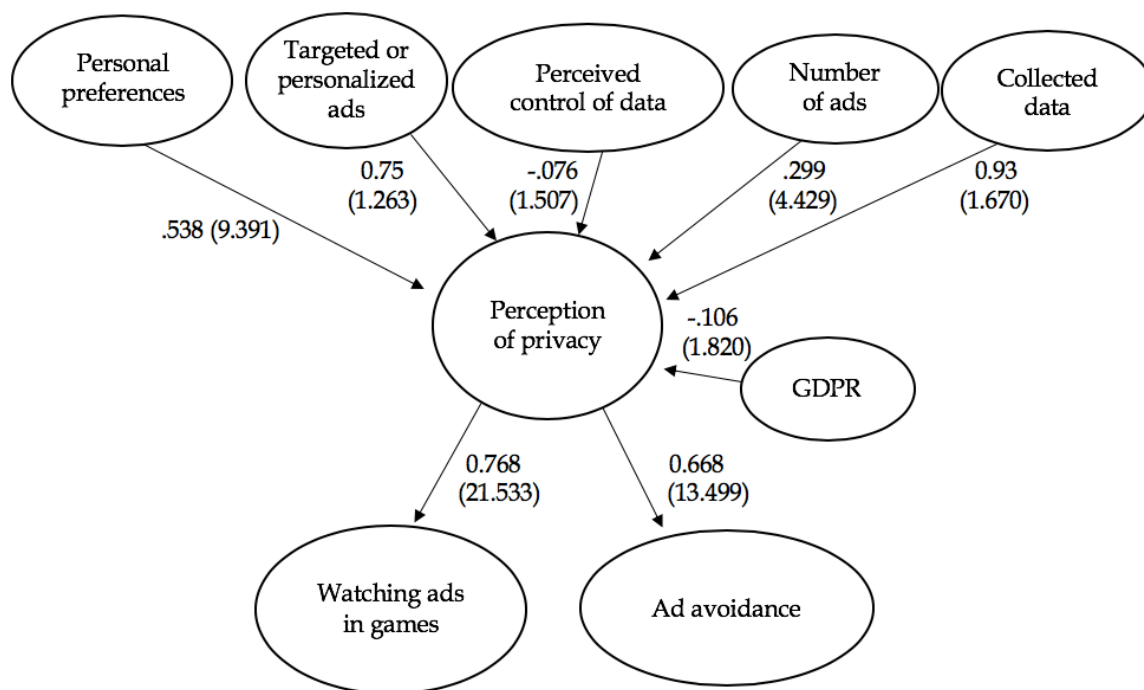 Personal
preferences
Targeted or
personalized
ads
Perceived
control of data
Number
of ads
Collected
data
0.75
(1.263)
-.076
(1.507)
.299
(4.429)
0.93
(1.670)
.538 (9.391)
Perception
of privacy
-.106
(1.820)
GDPR
0.768
(21.533)
0.668
(13.499)
Watching ads
in games
Ad avoidance